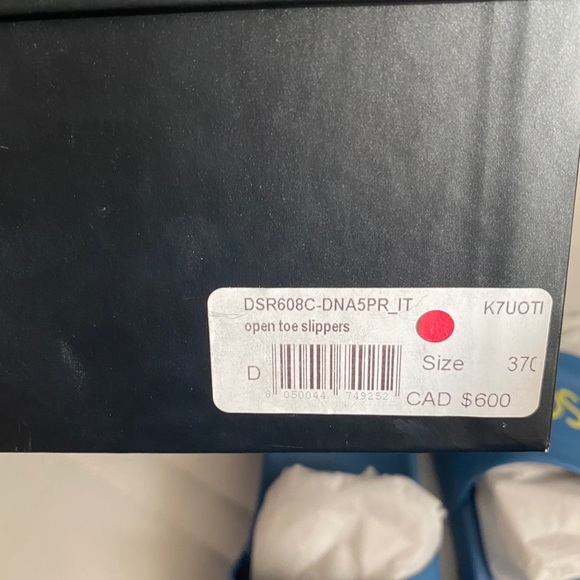 DSR608C-DNA5PR_IT K7UOTI
open toe slippers
Size 370
D
8 050044 749252
CAD $600